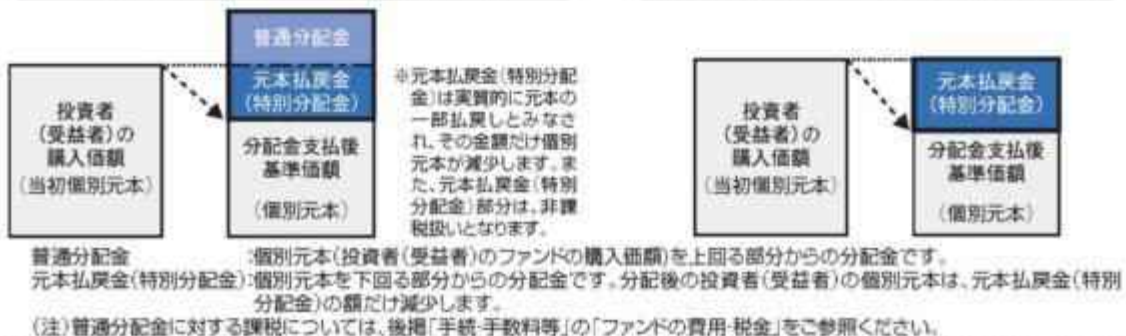 普通分配金
元本払戻金
(特別分配金)
投資者
(受益者)の
購入価額
(当初個別元本)
分配金支払後
基準価額
(個別元本)
※元本払戻金(特別分配
金)は実質的に元本の
一部払戻しとみなさ
れ、その金額だけ個別
元本が減少します。ま
た、元本払戻金(特別
分配金)部分は、非課
税扱いとなります。
投資者
(受益者)の
購入価額
(当初個別元本)
元本払戻金
(特別分配金)
分配金支払後
基準価額
(個別元本)
普通分配金 :個別元本(投資者(受益者)のファンドの購入価額)を上回る部分からの分配金です。
元本払戻金(特別分配金):個別元本を下回る部分からの分配金です。分配後の投資者(受益者)の個別元本は、元本払戻金(特別
分配金)の額だけ減少します。
(注)普通分配金に対する課税については、後掲「手続・手数料等」の「ファンドの費用・税金」をご参照ください。